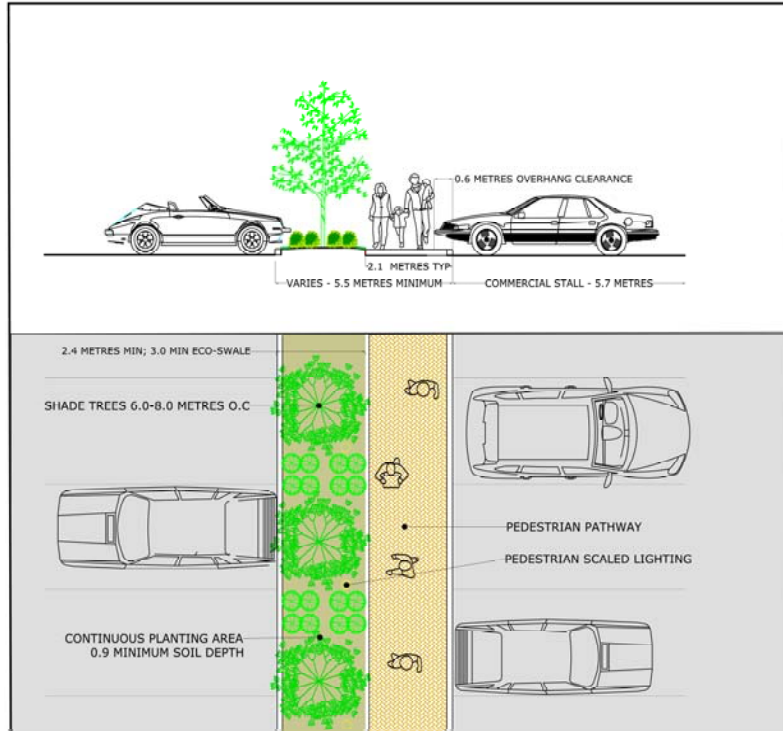 0.6 METRES OVERHANG CLEARANCE
2.1 METRES TYP
VARIES - 5.5 METRES MINIMUM
COMMERCIAL STALL - 5.7 METRES
2.4 METRES MIN; 3.0 MIN ECO-SWALE
SHADE TREES 6.0-8.0 METRES O.C
PEDESTRIAN PATHWAY
PEDESTRIAN SCALED LIGHTING
CONTINUOUS PLANTING AREA
0.9 MINIMUM SOIL DEPTH